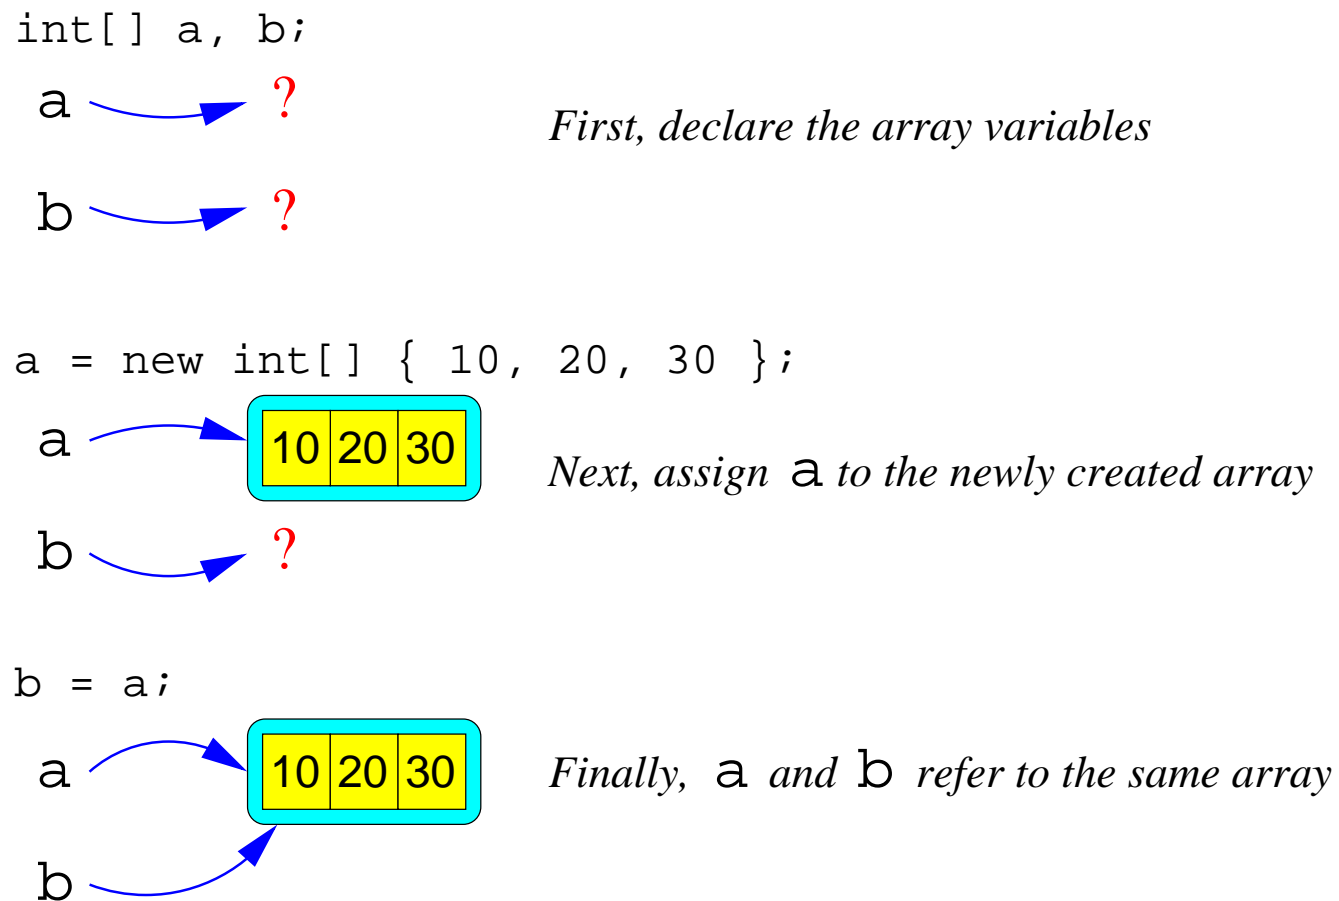 int[] a, b;
a ?
First, declare the array variables
b ?
a = new int[] { 10, 20, 30 };
a 10 20 30
Next, assign a to the newly created array
b ?
b = a;
a 10 20 30 Finally, a and b refer to the same array
b